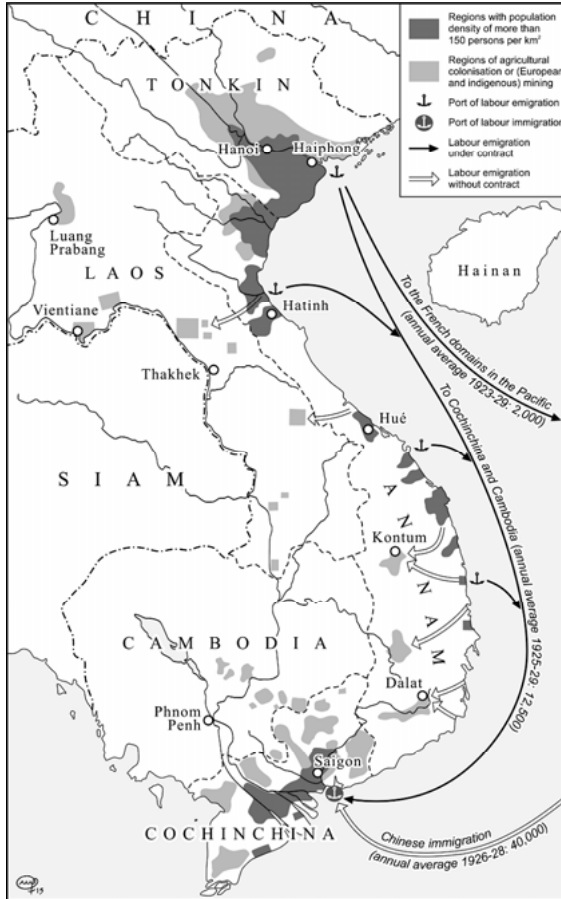 C H I N A
Regions with population
density of more than
150 persons per km²
Regions of agricultural
colonisation or (European
and indigenous) mining
Port of labour emigration
Port of labour immigration
Labour emigration
under contract
Labour emigration
without contract
T O N K I N
Hanoi
Haiphong
Luang
Prabang
L A O S
Hainan
Vientiane
Hatinh
Thakhek
To the French domains in the Pacific
(annual average 1923-29: 2,000)
To Cochinchina and Cambodia (annual average 1925-29: 12,500)
Hué
S I A M
A N N A M
Kontum
C A M B O D I A
Dalat
Phnom
Penh
Saigon
C O C H I N C H I N A
Chinese immigration
(annual average 1926-28: 40,000)